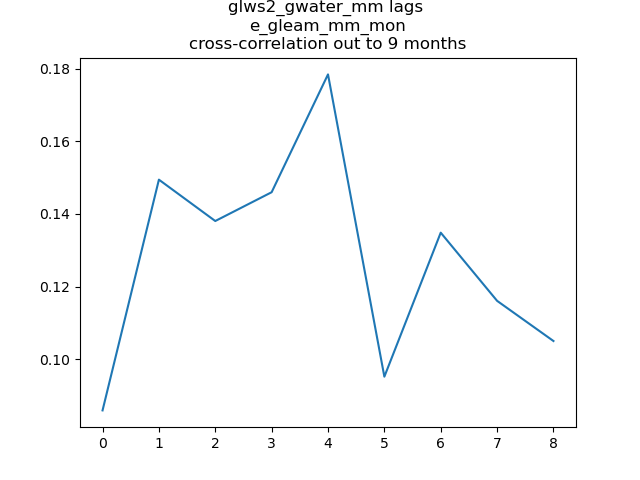 glws2_gwater_mm lags
e_gleam_mm_mon
cross-correlation out to 9 months
0.18
0.16
0.14
0.12
0.10
0 1 2 3 4 5 6 7 8